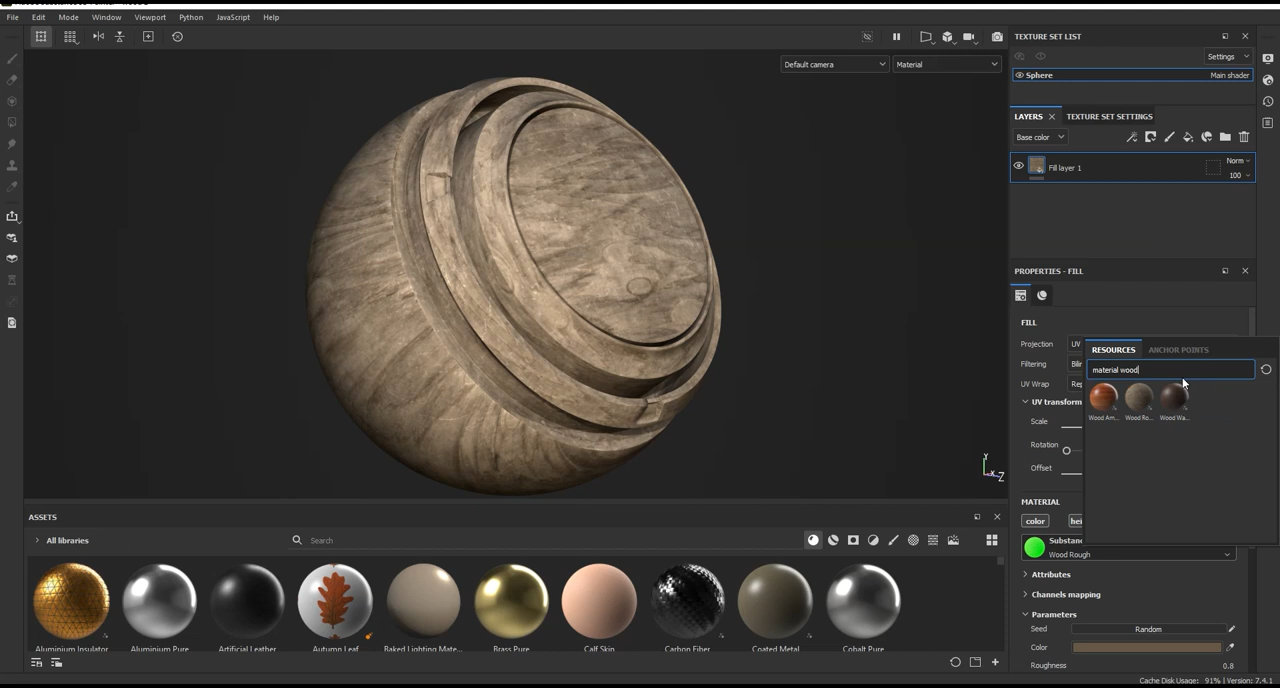 File Edit Mode Window Viewport Python JavaScript Help
Default camera
Material
TEXTURE SET LIST
Settings
Sphere Main shader
LAYERS TEXTURE SET SETTINGS
Base color
Fill layer 1
Norm
100
PROPERTIES - FILL
FILL
Projection UV
Filtering Bilin
UV Wrap Rep
UV transform
Scale
Rotation
Offset
RESOURCES ANCHOR POINTS
material wood
Wood Am... Wood Ro... Wood Wa...
MATERIAL
color hei
Substanc
Wood Rough
Attributes
Channels mapping
Parameters
Seed Random
Color
Roughness 0.8
Y
Z
ASSETS
All libraries
Search
Aluminium Insulator Aluminium Pure Artificial Leather Autumn Leaf Baked Lighting Mate... Brass Pure Calf Skin Carbon Fiber Coated Metal Cobalt Pure
Cache Disk Usage: 91% | Version: 7.4.1